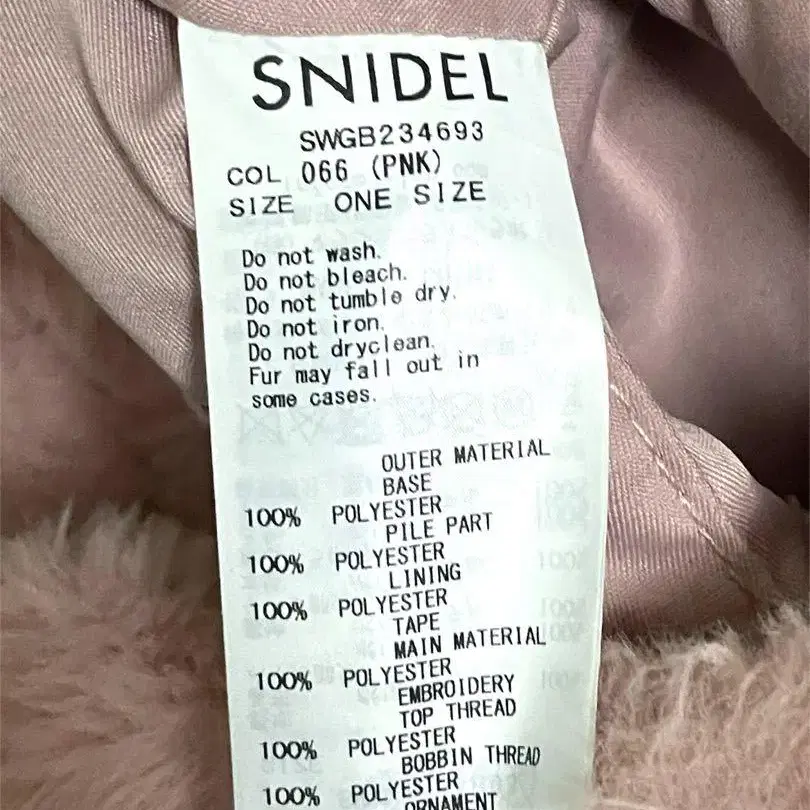 SNIDEL
SWGB234693
COL 066 (PNK)
SIZE ONE SIZE
Do not wash.
Do not bleach.
Do not tumble dry.
Do not iron.
Do not dryclean.
Fur may fall out in
some cases.
OUTER MATERIAL
BASE
100% POLYESTER
PILE PART
100% POLYESTER
LINING
100% POLYESTER
TAPE
MAIN MATERIAL
100% POLYESTER
EMBROIDERY
TOP THREAD
100% POLYESTER
BOBBIN THREAD
100% POLYESTER
ORNAMENT